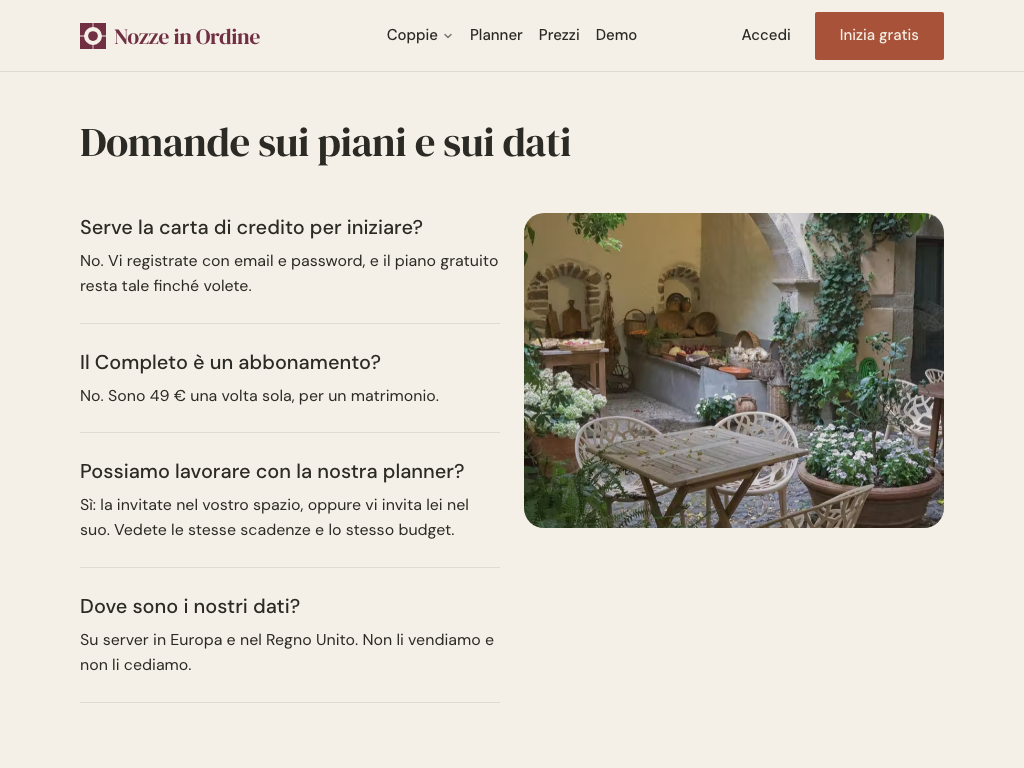 Nozze in Ordine
Coppie
Planner
Prezzi
Demo
Accedi
Inizia gratis
Domande sui piani e sui dati
Serve la carta di credito per iniziare?
No. Vi registrate con email e password, e il piano gratuito
resta tale finché volete.
Il Completo è un abbonamento?
No. Sono 49 € una volta sola, per un matrimonio.
Possiamo lavorare con la nostra planner?
Sì: la invitate nel vostro spazio, oppure vi invita lei nel
suo. Vedete le stesse scadenze e lo stesso budget.
Dove sono i nostri dati?
Su server in Europa e nel Regno Unito. Non li vendiamo e
non li cediamo.